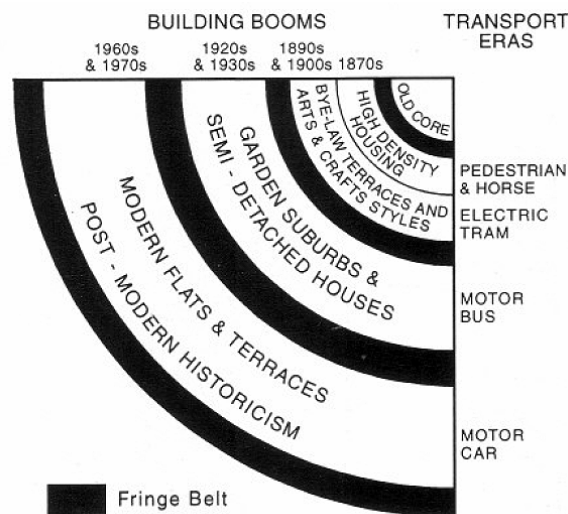 BUILDING BOOMS
TRANSPORT
ERAS
1960s
& 1970s
1920s
& 1930s
1890s
& 1900s
1870s
OLD CORE
HIGH DENSITY
HOUSING
BYE-LAW TERRACES AND
ARTS & CRAFTS STYLES
GARDEN SUBURBS &
SEMI - DETACHED HOUSES
MODERN FLATS & TERRACES
POST - MODERN HISTORICISM
PEDESTRIAN
& HORSE
ELECTRIC
TRAM
MOTOR
BUS
MOTOR
CAR
Fringe Belt